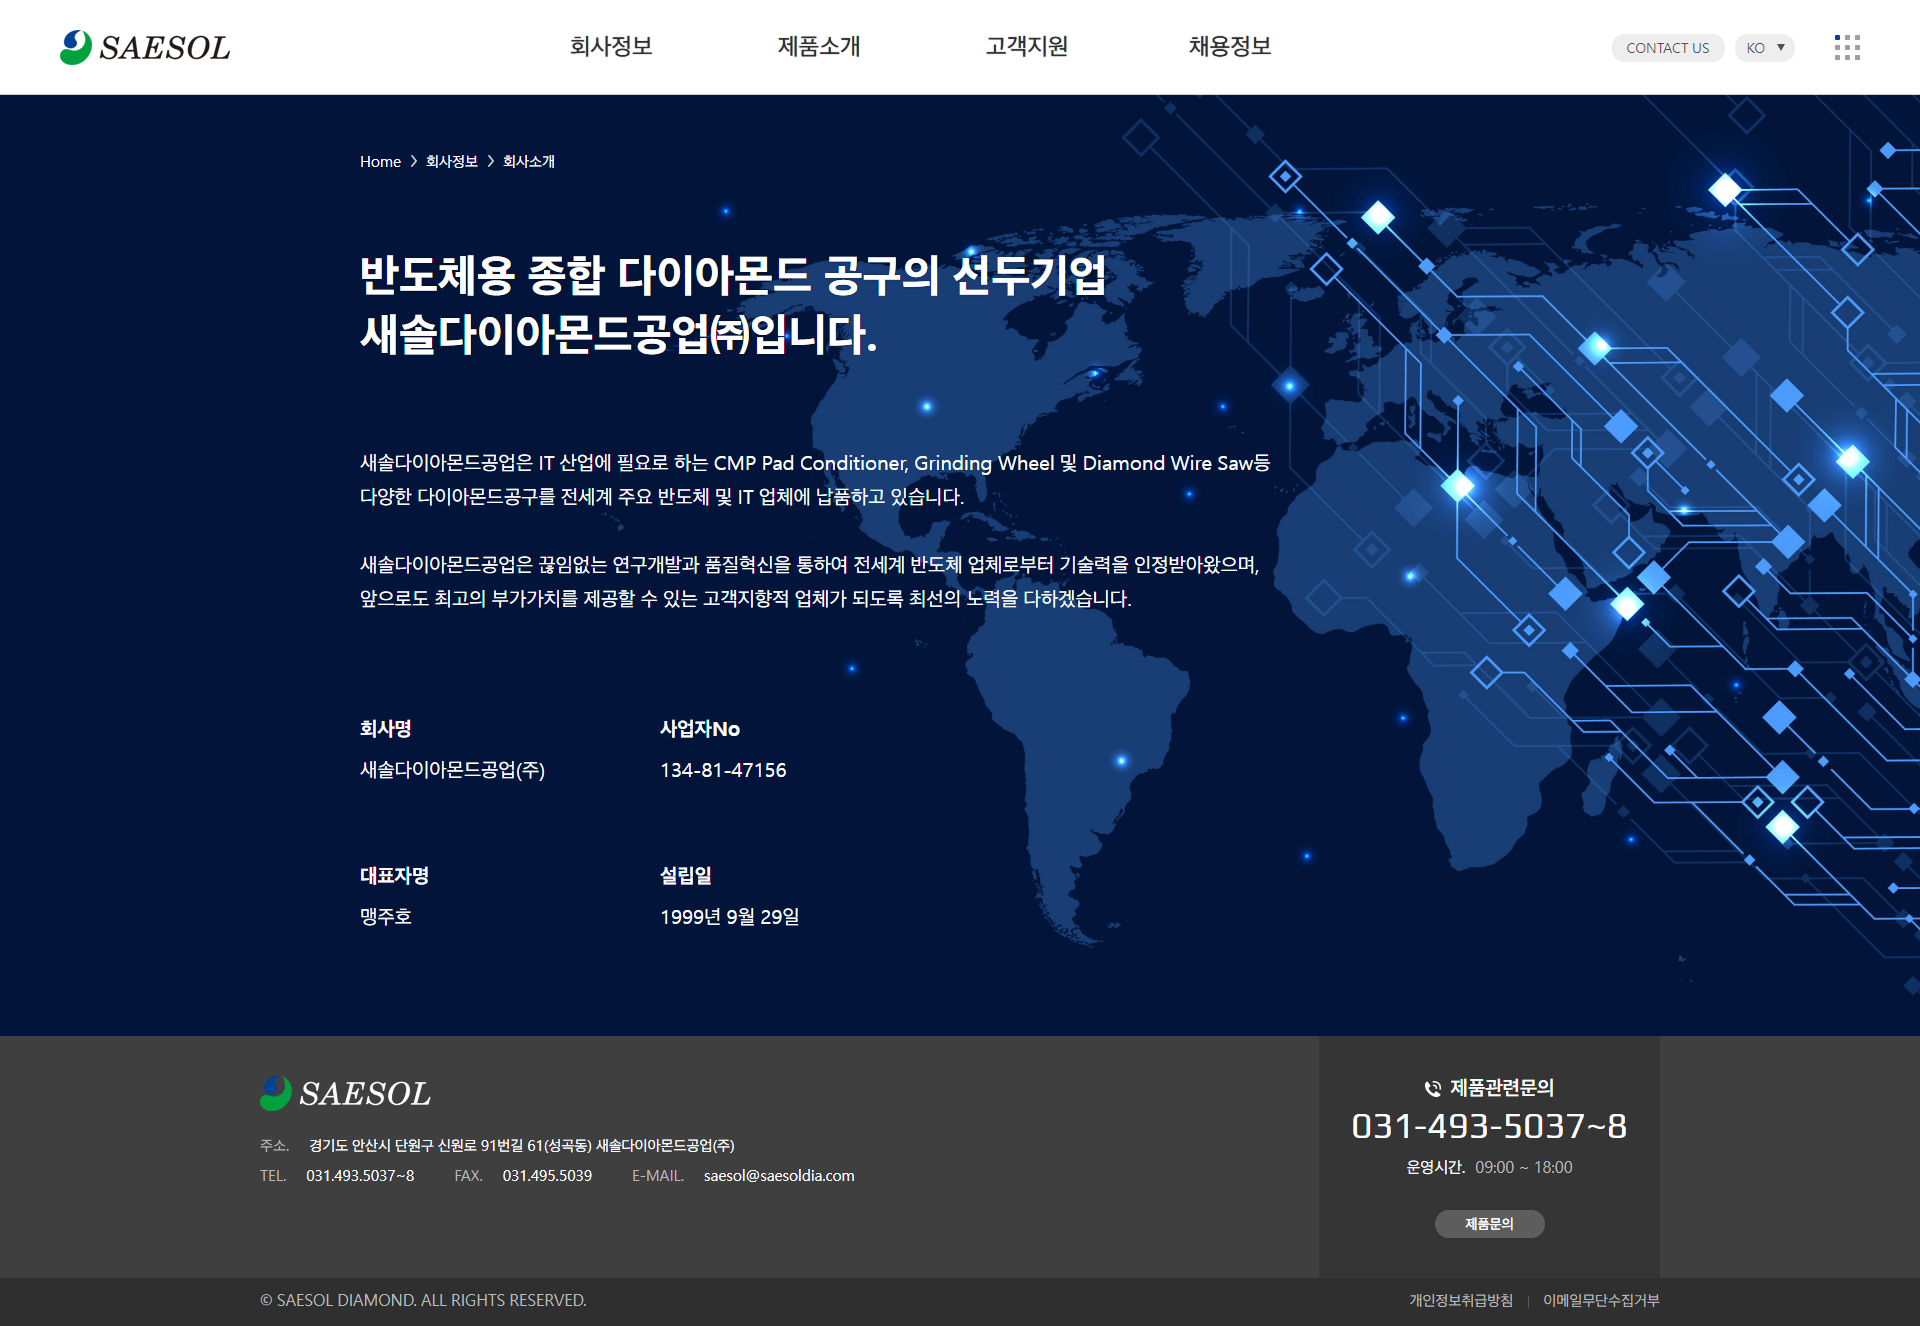 SAESOL
회사정보
제품소개
고객지원
채용정보
CONTACT US
KO ▼
Home > 회사정보 > 회사소개
반도체용 종합 다이아몬드 공구의 선두기업
새솔다이아몬드공업㈜입니다.
새솔다이아몬드공업은 IT 산업에 필요로 하는 CMP Pad Conditioner, Grinding Wheel 및 Diamond Wire Saw등
다양한 다이아몬드공구를 전세계 주요 반도체 및 IT 업체에 납품하고 있습니다.
새솔다이아몬드공업은 끊임없는 연구개발과 품질혁신을 통하여 전세계 반도체 업체로부터 기술력을 인정받아왔으며,
앞으로도 최고의 부가가치를 제공할 수 있는 고객지향적 업체가 되도록 최선의 노력을 다하겠습니다.
회사명
새솔다이아몬드공업(주)
사업자No
134-81-47156
대표자명
맹주호
설립일
1999년 9월 29일
SAESOL
주소. 경기도 안산시 단원구 신원로 91번길 61(성곡동) 새솔다이아몬드공업(주)
TEL. 031.493.5037~8 FAX. 031.495.5039 E-MAIL. saesol@saesoldia.com
제품관련문의
031-493-5037~8
운영시간. 09:00 ~ 18:00
제품문의
© SAESOL DIAMOND. ALL RIGHTS RESERVED.
개인정보취급방침 | 이메일무단수집거부